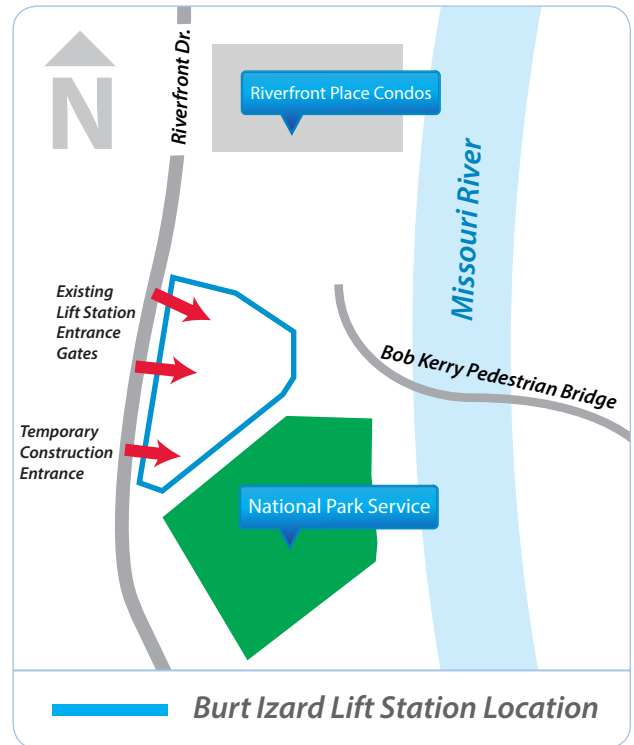 N
Riverfront Dr.
Riverfront Place Condos
Missouri River
Existing
Lift Station
Entrance
Gates
Bob Kerry Pedestrian Bridge
Temporary
Construction
Entrance
National Park Service
Burt Izard Lift Station Location